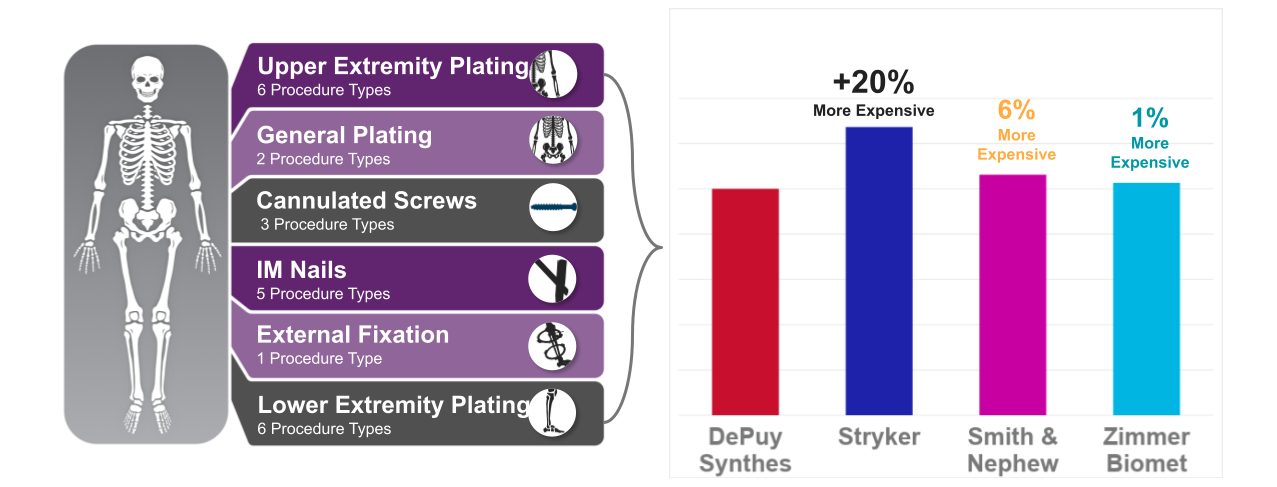 Upper Extremity Plating
6 Procedure Types
General Plating
2 Procedure Types
Cannulated Screws
3 Procedure Types
IM Nails
5 Procedure Types
External Fixation
1 Procedure Type
Lower Extremity Plating
6 Procedure Types
+20%
More Expensive
6%
More
Expensive
1%
More
Expensive
DePuy
Synthes
Stryker
Smith &
Nephew
Zimmer
Biomet